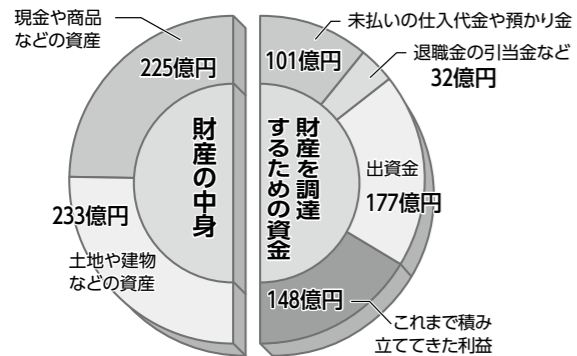 現金や商品
などの資産
225億円
233億円
土地や建物
などの資産
財産の中身
財産を調達
するための資金
未払いの仕入代金や預かり金
101億円
退職金の引当金など
32億円
出資金
177億円
148億円
これまで積み
立ててきた利益